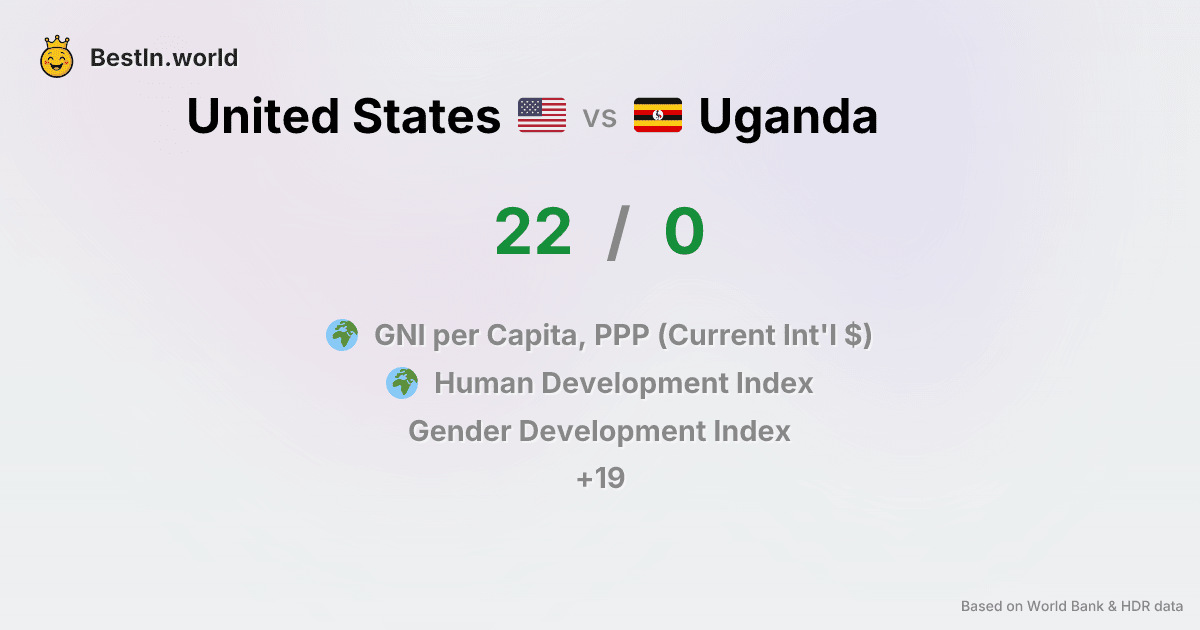 BestIn.world
United States vs Uganda
22 / 0
GNI per Capita, PPP (Current Int'l $)
Human Development Index
Gender Development Index
+19
Based on World Bank & HDR data